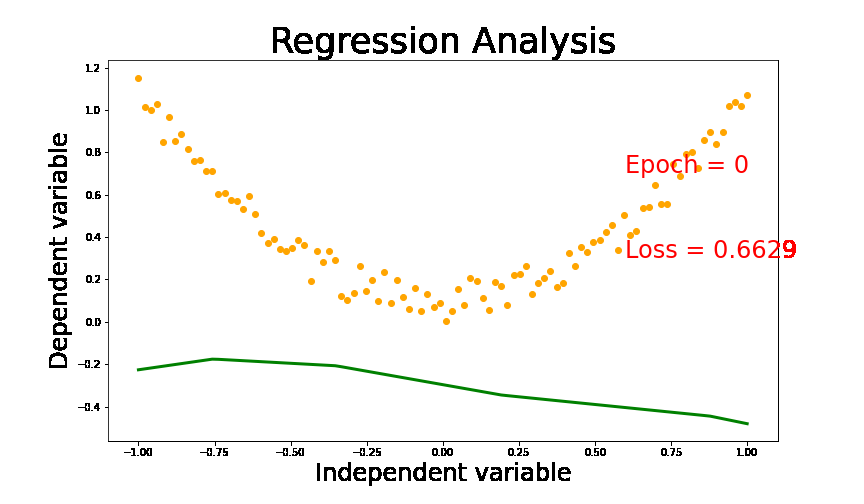 Regression Analysis
1.2
1.0
0.8
0.6
0.4
0.2
0.0
−0.2
−0.4
Dependent variable
Epoch = 0
Loss = 0.6629
−1.00 −0.75 −0.50 −0.25 0.00 0.25 0.50 0.75 1.00
Independent variable